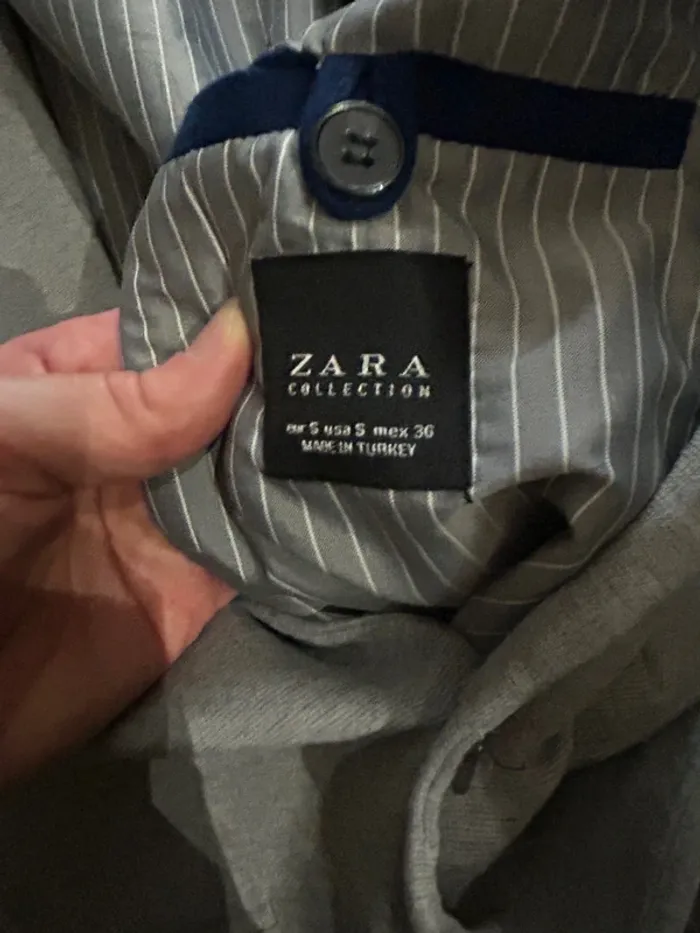 ZARA
COLLECTION
eur S usa S mex 36
MADE IN TURKEY